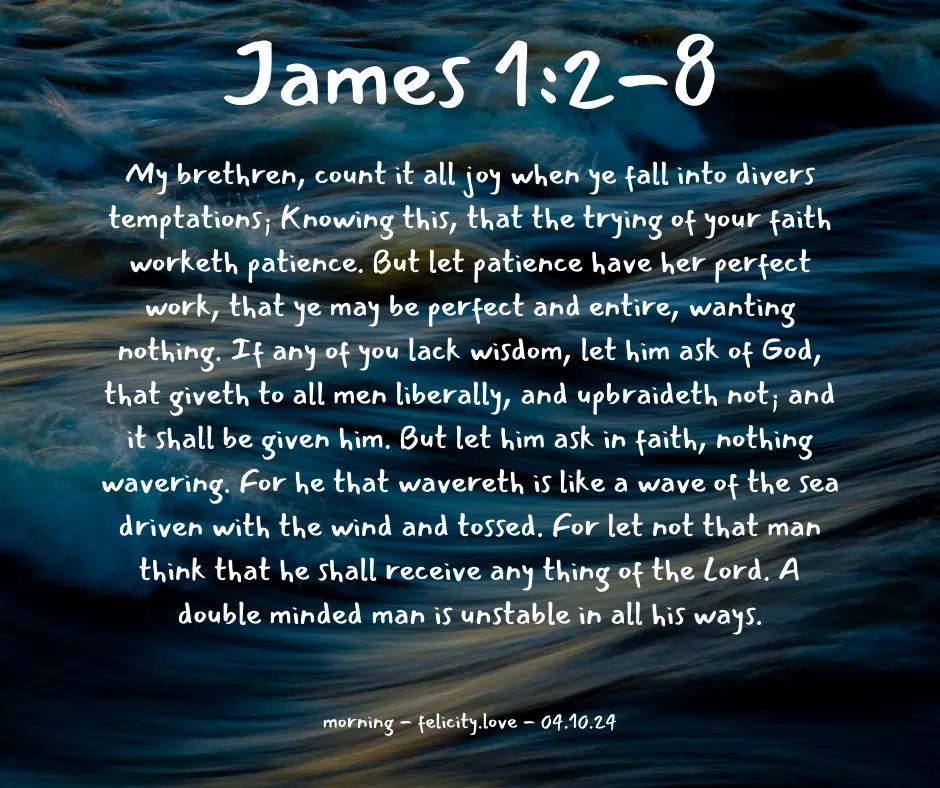 James 1:2-8
My brethren, count it all joy when ye fall into divers
temptations; Knowing this, that the trying of your faith
worketh patience. But let patience have her perfect
work, that ye may be perfect and entire, wanting
nothing. If any of you lack wisdom, let him ask of God,
that giveth to all men liberally, and upbraideth not; and
it shall be given him. But let him ask in faith, nothing
wavering. For he that wavereth is like a wave of the sea
driven with the wind and tossed. For let not that man
think that he shall receive any thing of the Lord. A
double minded man is unstable in all his ways.
morning - felicity.love - 04.10.24